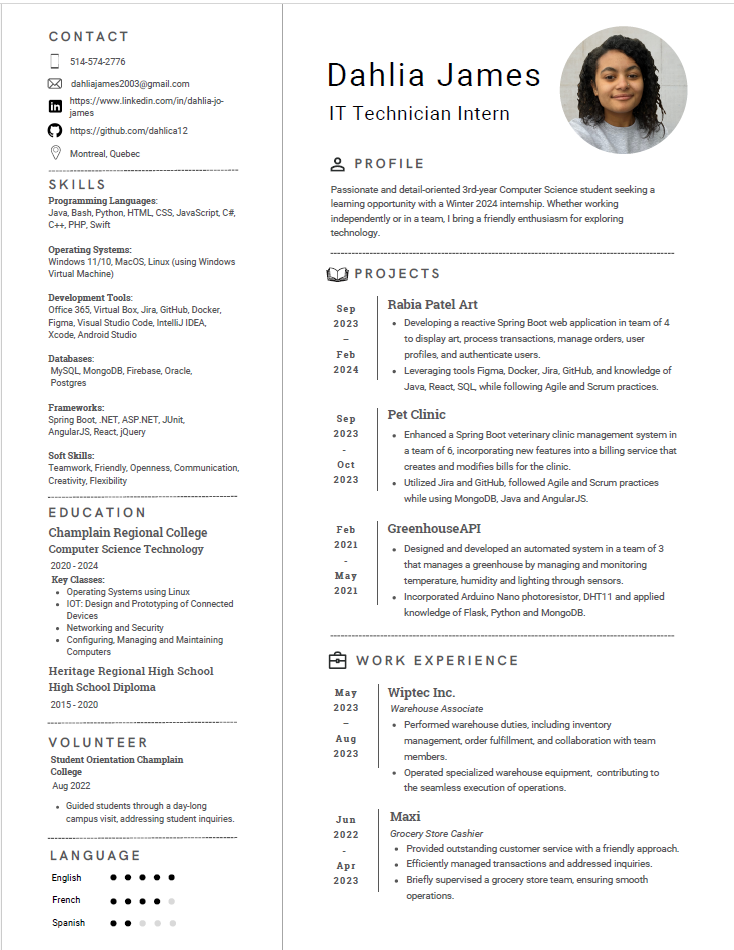 CONTACT
514-574-2776
dahliajames2003@gmail.com
https://www.linkedin.com/in/dahlia-jo-
james
https://github.com/dahlica12
Montreal, Quebec
SKILLS
Programming Languages:
Java, Bash, Python, HTML, CSS, JavaScript, C#,
C++, PHP, Swift
Operating Systems:
Windows 11/10, MacOS, Linux (using Windows
Virtual Machine)
Development Tools:
Office 365, Virtual Box, Jira, GitHub, Docker,
Figma, Visual Studio Code, IntelliJ IDEA,
Xcode, Android Studio
Databases:
MySQL, MongoDB, Firebase, Oracle,
Postgres
Frameworks:
Spring Boot, .NET, ASP.NET, JUnit,
AngularJS, React, jQuery
Soft Skills:
Teamwork, Friendly, Openness, Communication,
Creativity, Flexibility
EDUCATION
Champlain Regional College
Computer Science Technology
2020 - 2024
Key Classes:
• Operating Systems using Linux
• IOT: Design and Prototyping of Connected
Devices
• Networking and Security
• Configuring, Managing and Maintaining
Computers
Heritage Regional High School
High School Diploma
2015 - 2020
VOLUNTEER
Student Orientation Champlain
College
Aug 2022
• Guided students through a day-long
campus visit, addressing student inquiries.
LANGUAGE
English
French
Spanish
Dahlia James
IT Technician Intern
PROFILE
Passionate and detail-oriented 3rd-year Computer Science student seeking a
learning opportunity with a Winter 2024 internship. Whether working
independently or in a team, I bring a friendly enthusiasm for exploring
technology.
PROJECTS
Sep
2023
–
Feb
2024
Rabia Patel Art
• Developing a reactive Spring Boot web application in team of 4
to display art, process transactions, manage orders, user
profiles, and authenticate users.
• Leveraging tools Figma, Docker, Jira, GitHub, and knowledge of
Java, React, SQL, while following Agile and Scrum practices.
Sep
2023
-
Oct
2023
Pet Clinic
• Enhanced a Spring Boot veterinary clinic management system in
a team of 6, incorporating new features into a billing service that
creates and modifies bills for the clinic.
• Utilized Jira and GitHub, followed Agile and Scrum practices
while using MongoDB, Java and AngularJS.
Feb
2021
-
May
2021
GreenhouseAPI
• Designed and developed an automated system in a team of 3
that manages a greenhouse by managing and monitoring
temperature, humidity and lighting through sensors.
• Incorporated Arduino Nano photoresistor, DHT11 and applied
knowledge of Flask, Python and MongoDB.
WORK EXPERIENCE
May
2023
–
Aug
2023
Wiptec Inc.
Warehouse Associate
• Performed warehouse duties, including inventory
management, order fulfillment, and collaboration with team
members.
• Operated specialized warehouse equipment, contributing to
the seamless execution of operations.
Jun
2022
-
Apr
2023
Maxi
Grocery Store Cashier
• Provided outstanding customer service with a friendly approach.
• Efficiently managed transactions and addressed inquiries.
• Briefly supervised a grocery store team, ensuring smooth
operations.